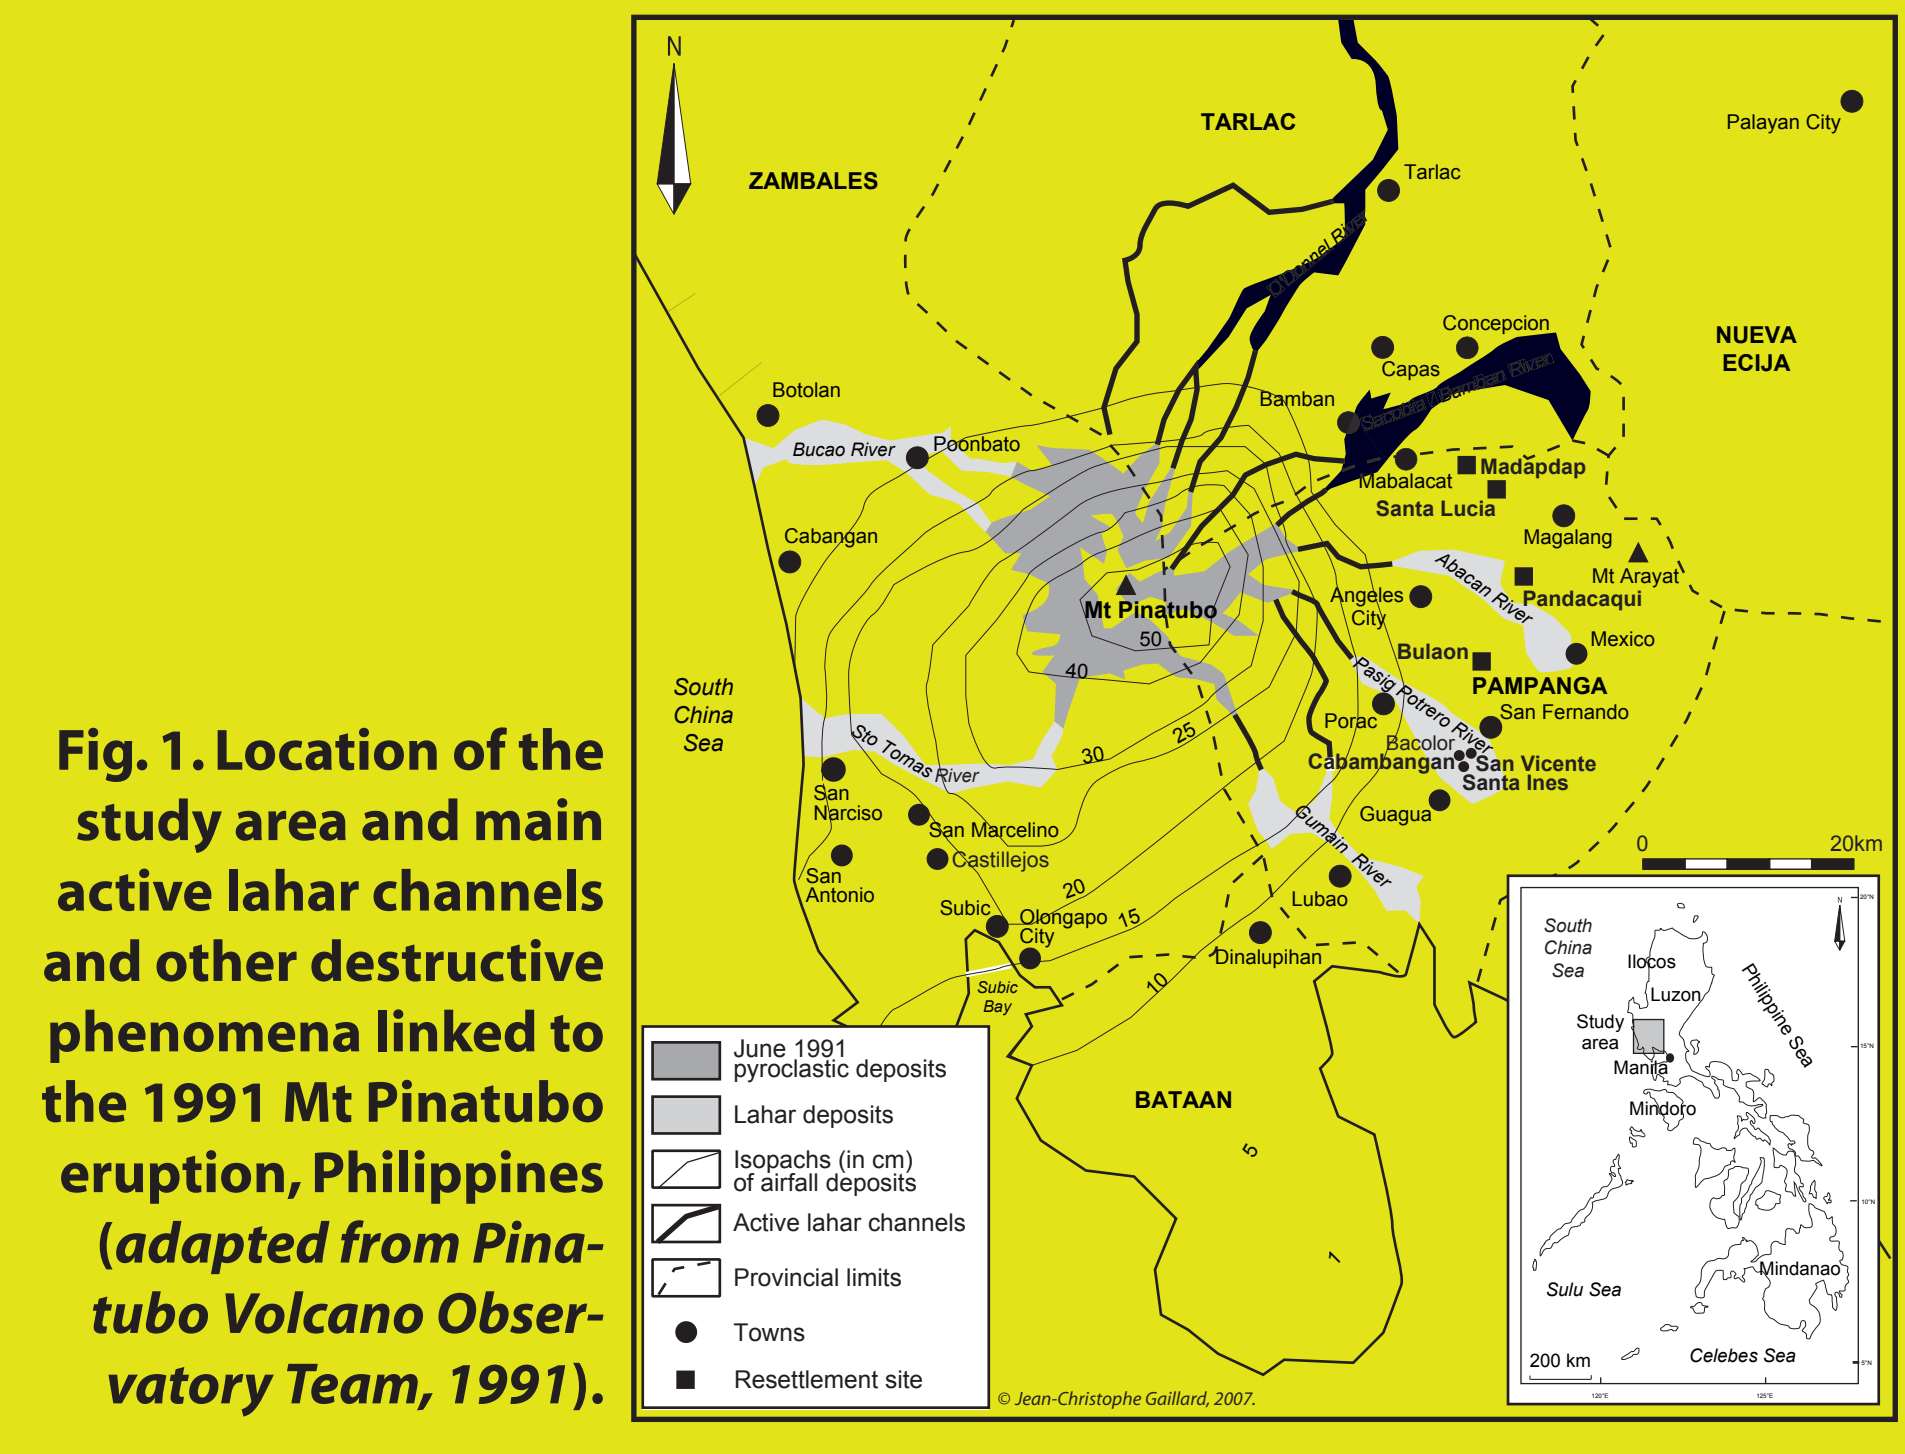 Fig. 1. Location of the
study area and main
active lahar channels
and other destructive
phenomena linked to
the 1991 Mt Pinatubo
eruption, Philippines
(adapted from Pina-
tubo Volcano Obser-
vatory Team, 1991).
N
TARLAC
Palayan City
ZAMBALES
Tarlac
O'Donnel River
Concepcion
NUEVA
ECIJA
Capas
Botolan
Bamban
Sacobia / Bamban River
Bucao River
Poonbato
Madapdap
Mabalacat
Santa Lucia
Cabangan
Magalang
Mt Arayat
Abacan River
Angeles
City
Pandacaqui
Mt Pinatubo
50
Mexico
Bulaon
40
PAMPANGA
South
China
Sea
Pasig Potrero River
Porac
San Fernando
Sto Tomas River
30
25
Bacolor
Cabambangan
San Vicente
Santa Ines
San
Narciso
Guagua
San Marcelino
Gumain River
Castillejos
0
20km
San
Antonio
20
Lubao
Subic
Olongapo
City
15
Dinalupihan
10
Subic
Bay
BATAAN
5
1
June 1991
pyroclastic deposits
Lahar deposits
Isopachs (in cm)
of airfall deposits
Active lahar channels
Provincial limits
Towns
Resettlement site
© Jean-Christophe Gaillard, 2007.
N
20°N
South
China
Sea
Ilocos
Luzon
Philippine Sea
Study
area
15°N
Manila
Mindoro
10°N
Mindanao
Sulu Sea
Celebes Sea
200 km
5°N
120°E
125°E